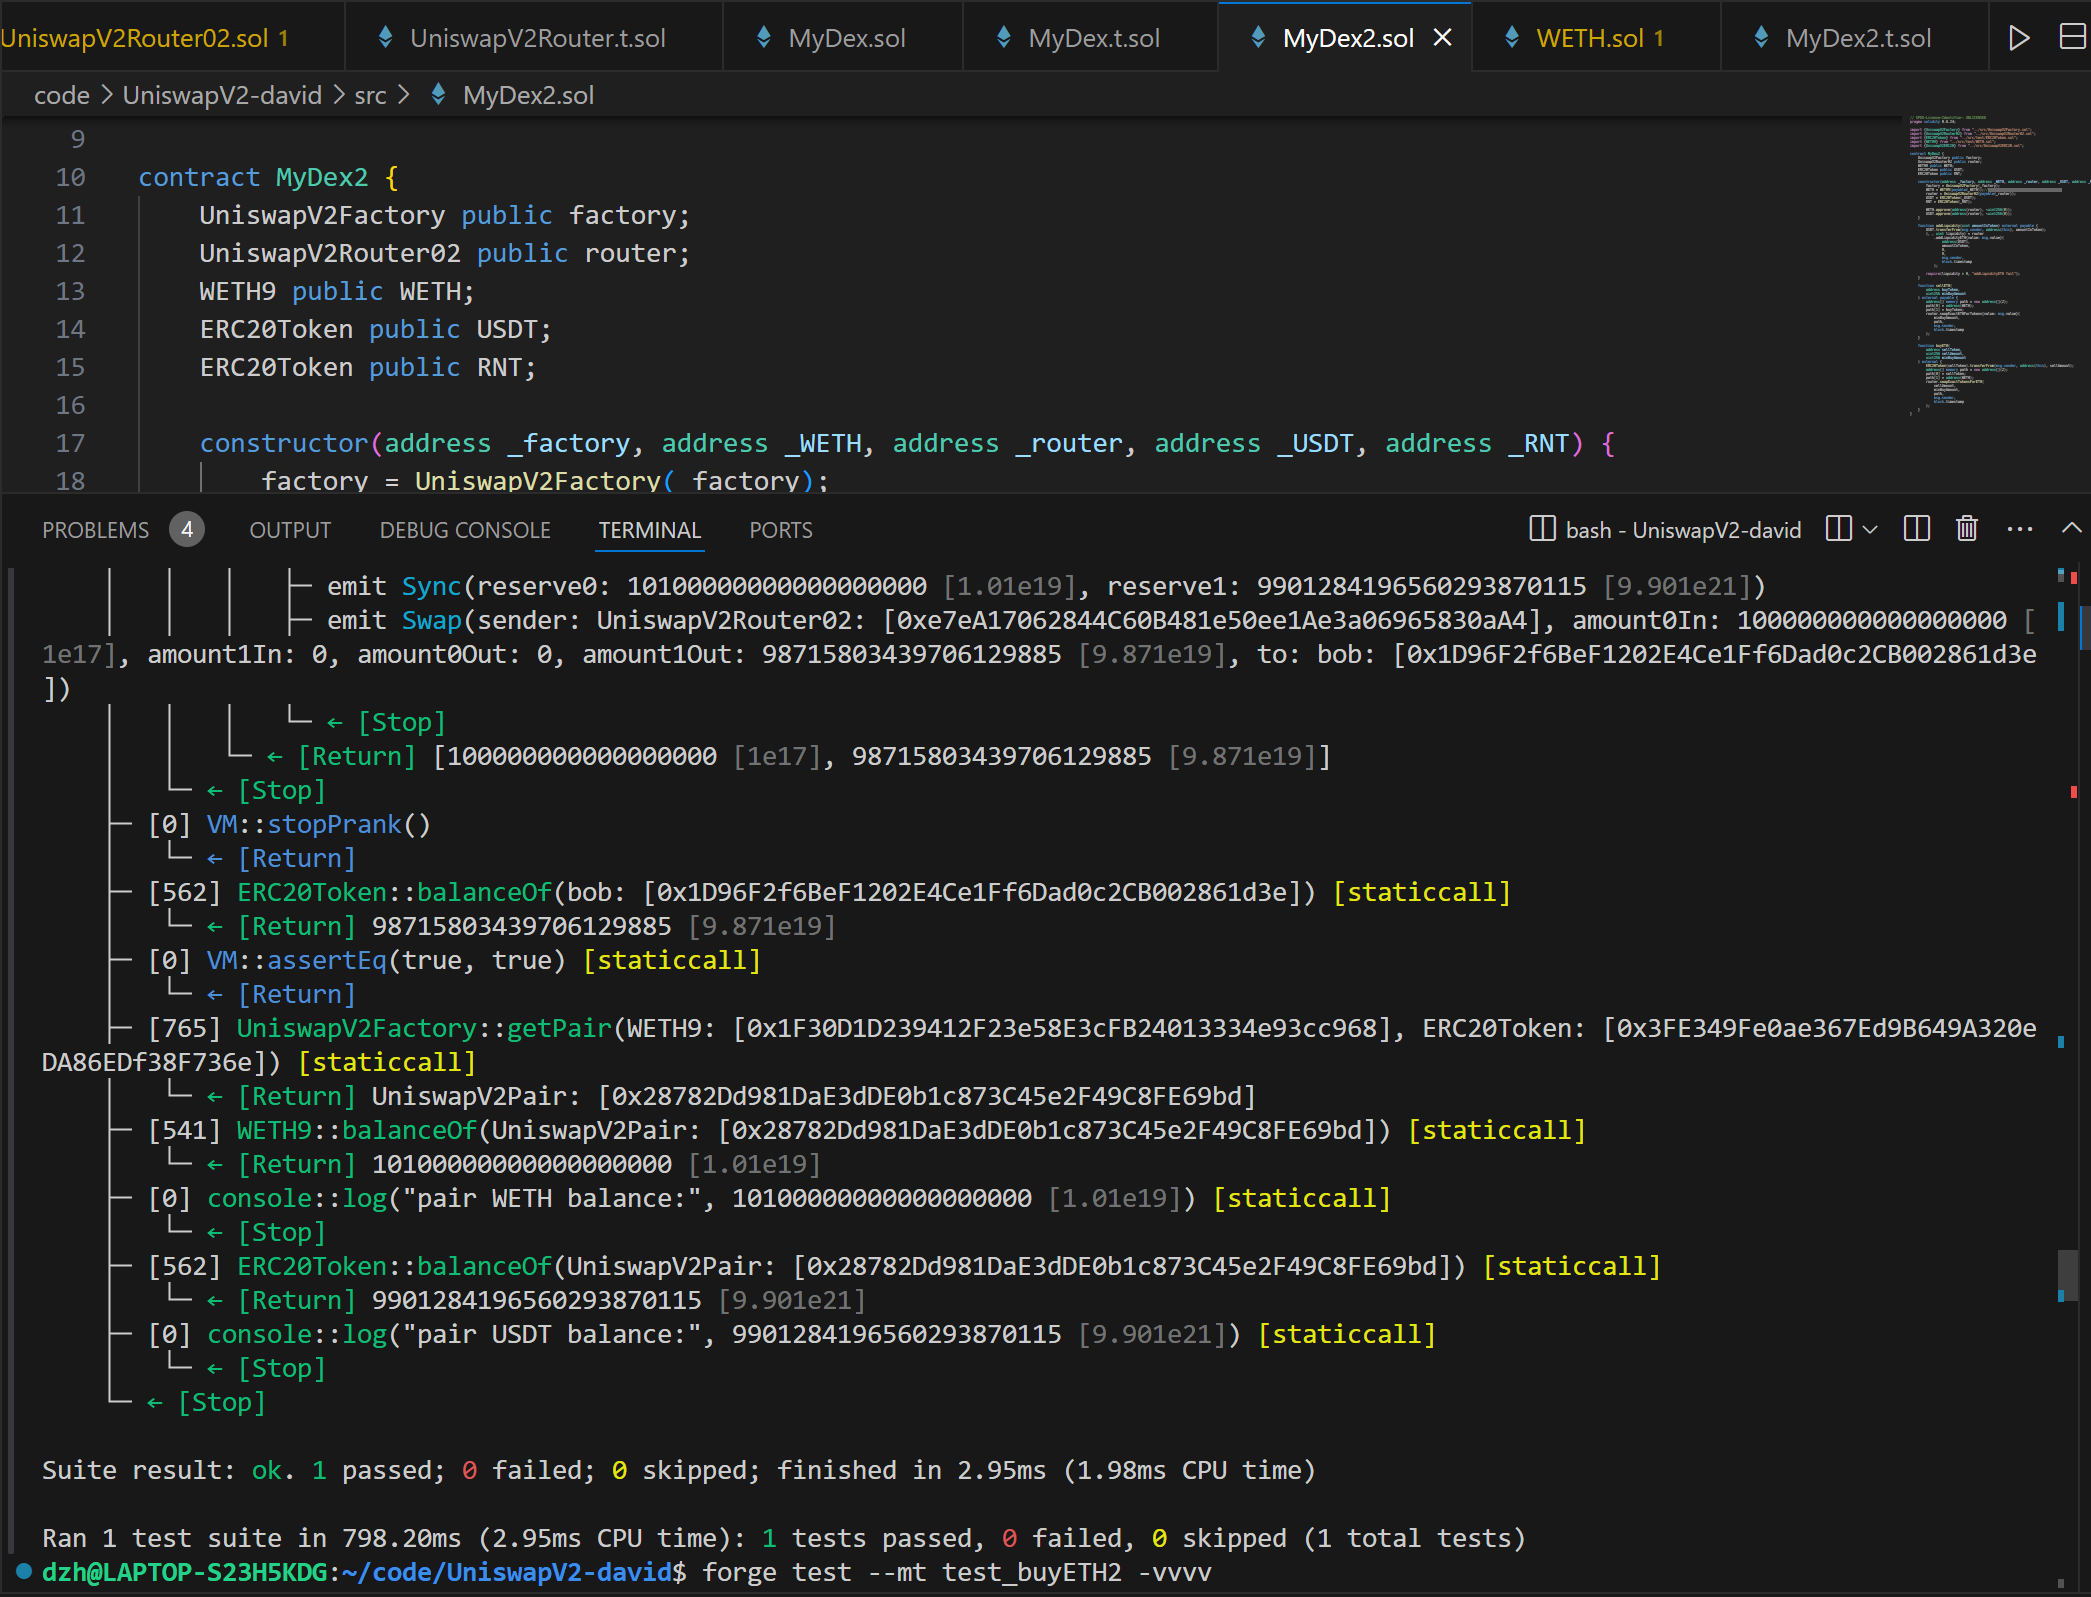 UniswapV2Router02.sol 1
UniswapV2Router.t.sol
MyDex.sol
MyDex.t.sol
MyDex2.sol
WETH.sol 1
MyDex2.t.sol
code > UniswapV2-david > src > MyDex2.sol
9
10 contract MyDex2 {
11 UniswapV2Factory public factory;
12 UniswapV2Router02 public router;
13 WETH9 public WETH;
14 ERC20Token public USDT;
15 ERC20Token public RNT;
16
17 constructor(address _factory, address _WETH, address _router, address _USDT, address _RNT) {
18 factory = UniswapV2Factory(_factory);
PROBLEMS 4 OUTPUT DEBUG CONSOLE TERMINAL PORTS
bash - UniswapV2-david
│ │ │ ├─ emit Sync(reserve0: 10100000000000000000 [1.01e19], reserve1: 9901284196560293870115 [9.901e21])
│ │ │ ├─ emit Swap(sender: UniswapV2Router02: [0xe7eA17062844C60B481e50ee1Ae3a06965830aA4], amount0In: 100000000000000000 [
1e17], amount1In: 0, amount0Out: 0, amount1Out: 98715803439706129885 [9.871e19], to: bob: [0x1D96F2f6BeF1202E4Ce1Ff6Dad0c2CB002861d3e
])
│ │ │ └─ ← [Stop]
│ │ └─ ← [Return] [100000000000000000 [1e17], 98715803439706129885 [9.871e19]]
│ └─ ← [Stop]
├─ [0] VM::stopPrank()
│ └─ ← [Return]
├─ [562] ERC20Token::balanceOf(bob: [0x1D96F2f6BeF1202E4Ce1Ff6Dad0c2CB002861d3e]) [staticcall]
│ └─ ← [Return] 98715803439706129885 [9.871e19]
├─ [0] VM::assertEq(true, true) [staticcall]
│ └─ ← [Return]
├─ [765] UniswapV2Factory::getPair(WETH9: [0x1F30D1D239412F23e58E3cFB24013334e93cc968], ERC20Token: [0x3FE349Fe0ae367Ed9B649A320e
DA86EDf38F736e]) [staticcall]
│ └─ ← [Return] UniswapV2Pair: [0x28782Dd981DaE3dDE0b1c873C45e2F49C8FE69bd]
├─ [541] WETH9::balanceOf(UniswapV2Pair: [0x28782Dd981DaE3dDE0b1c873C45e2F49C8FE69bd]) [staticcall]
│ └─ ← [Return] 10100000000000000000 [1.01e19]
├─ [0] console::log("pair WETH balance:", 10100000000000000000 [1.01e19]) [staticcall]
│ └─ ← [Stop]
├─ [562] ERC20Token::balanceOf(UniswapV2Pair: [0x28782Dd981DaE3dDE0b1c873C45e2F49C8FE69bd]) [staticcall]
│ └─ ← [Return] 9901284196560293870115 [9.901e21]
├─ [0] console::log("pair USDT balance:", 9901284196560293870115 [9.901e21]) [staticcall]
│ └─ ← [Stop]
└─ ← [Stop]
Suite result: ok. 1 passed; 0 failed; 0 skipped; finished in 2.95ms (1.98ms CPU time)
Ran 1 test suite in 798.20ms (2.95ms CPU time): 1 tests passed, 0 failed, 0 skipped (1 total tests)
dzh@LAPTOP-S23H5KDG:~/code/UniswapV2-david$ forge test --mt test_buyETH2 -vvvv